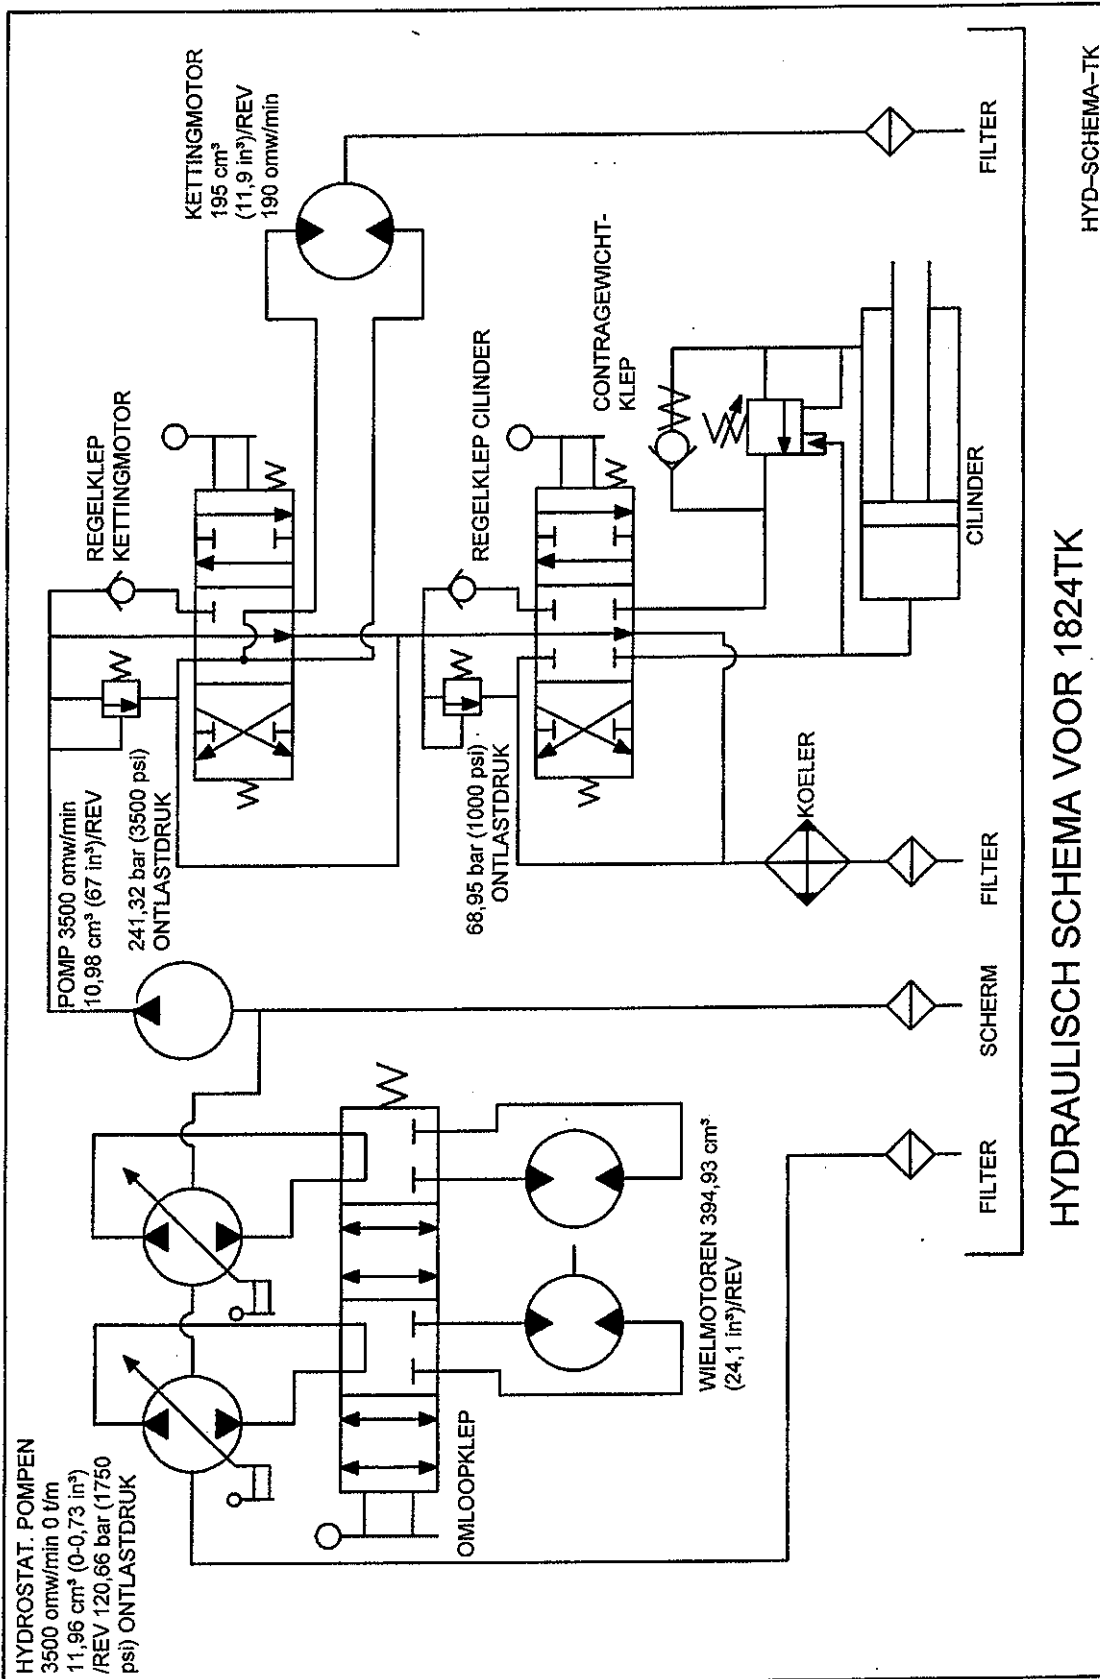 HYDROSTAT. POMPEN
3500 omw/min 0 t/m
11,96 cm³ (0-0,73 in³)
/REV 120,66 bar (1750
psi) ONTLASTDRUK
POMP 3500 omw/min
10,98 cm³ (67 in³)/REV
241,32 bar (3500 psi)
ONTLASTDRUK
REGELKLEP
KETTINGMOTOR
KETTINGMOTOR
195 cm³
(11,9 in³)/REV
190 omw/min
68,95 bar (1000 psi)
ONTLASTDRUK
REGELKLEP CILINDER
CONTRAGEWICHT-
KLEP
OMLOOPKLEP
WIELMOTOREN 394,93 cm³
(24,1 in³)/REV
KOELER
CILINDER
FILTER
SCHERM
FILTER
FILTER
HYDRAULISCH SCHEMA VOOR 1824TK
HYD–SCHEMA–TK